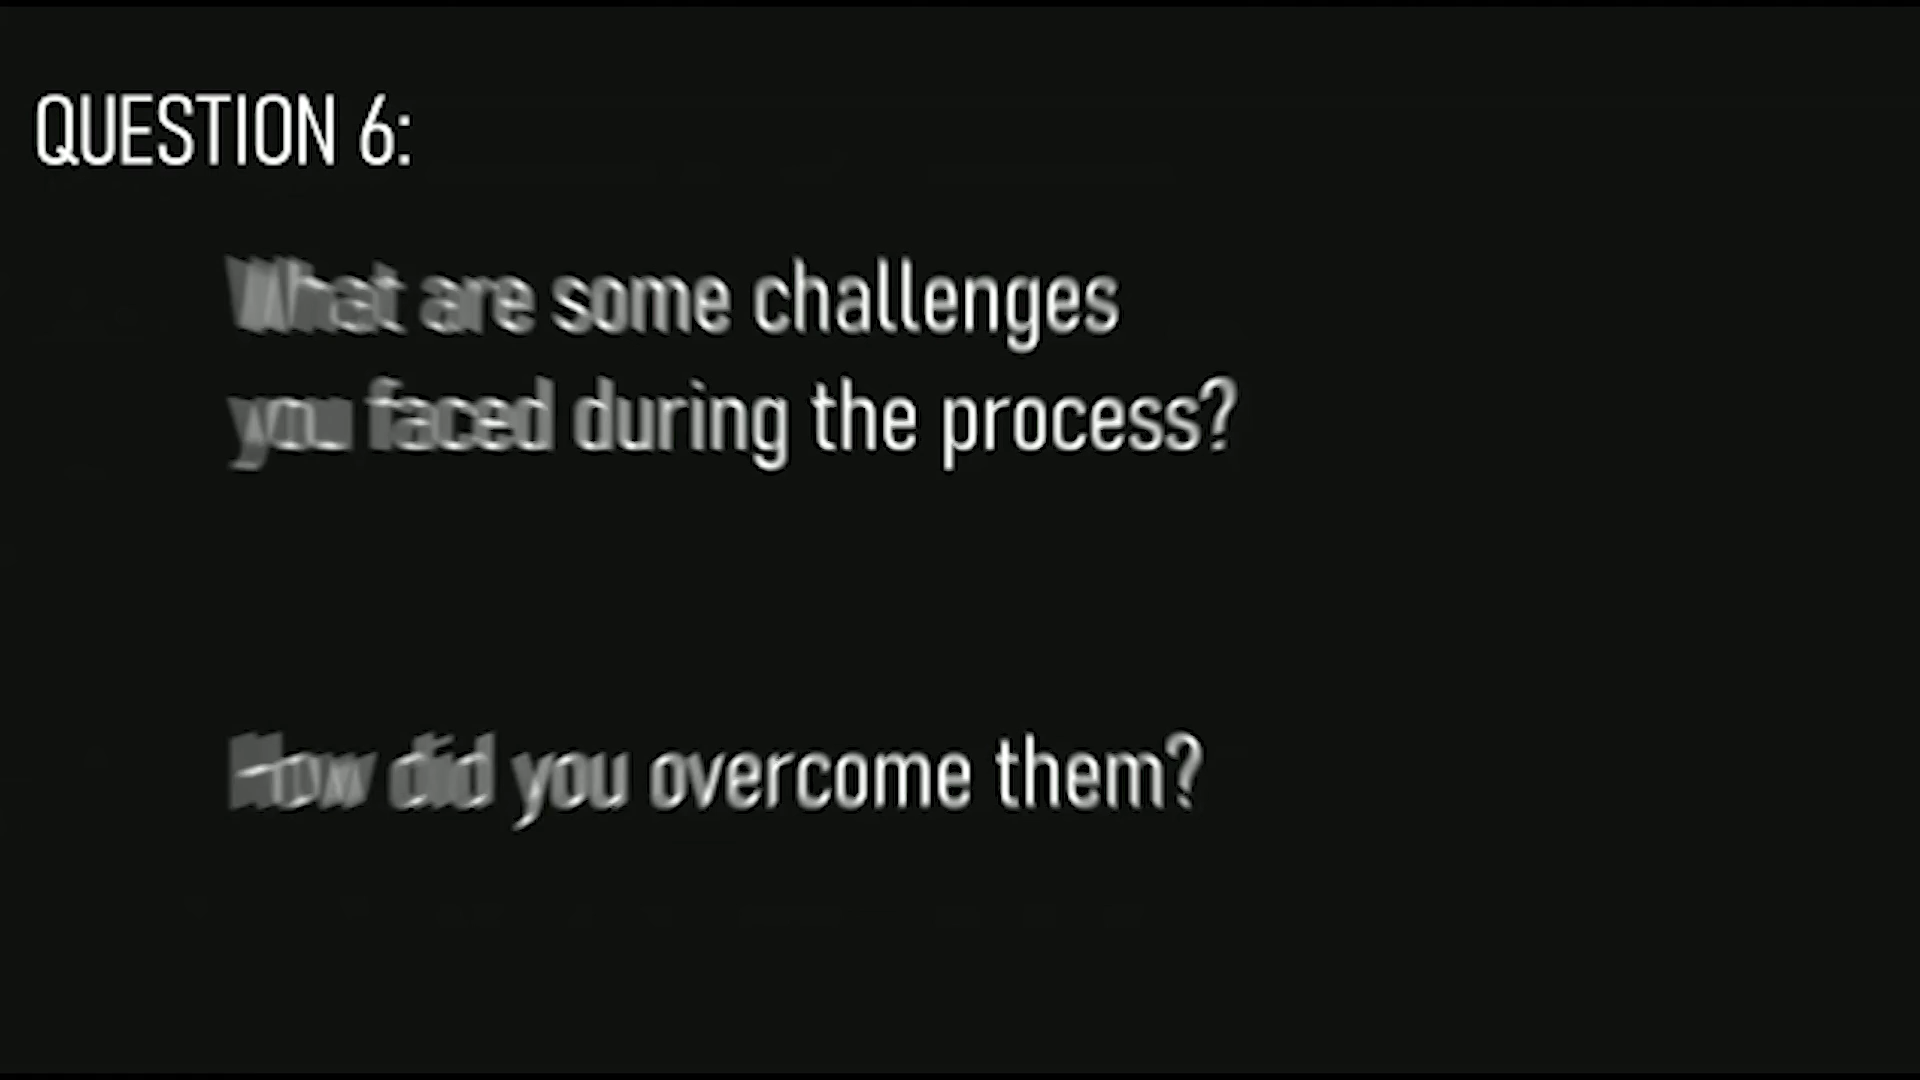 QUESTION 6:
What are some challenges
you faced during the process?
How did you overcome them?